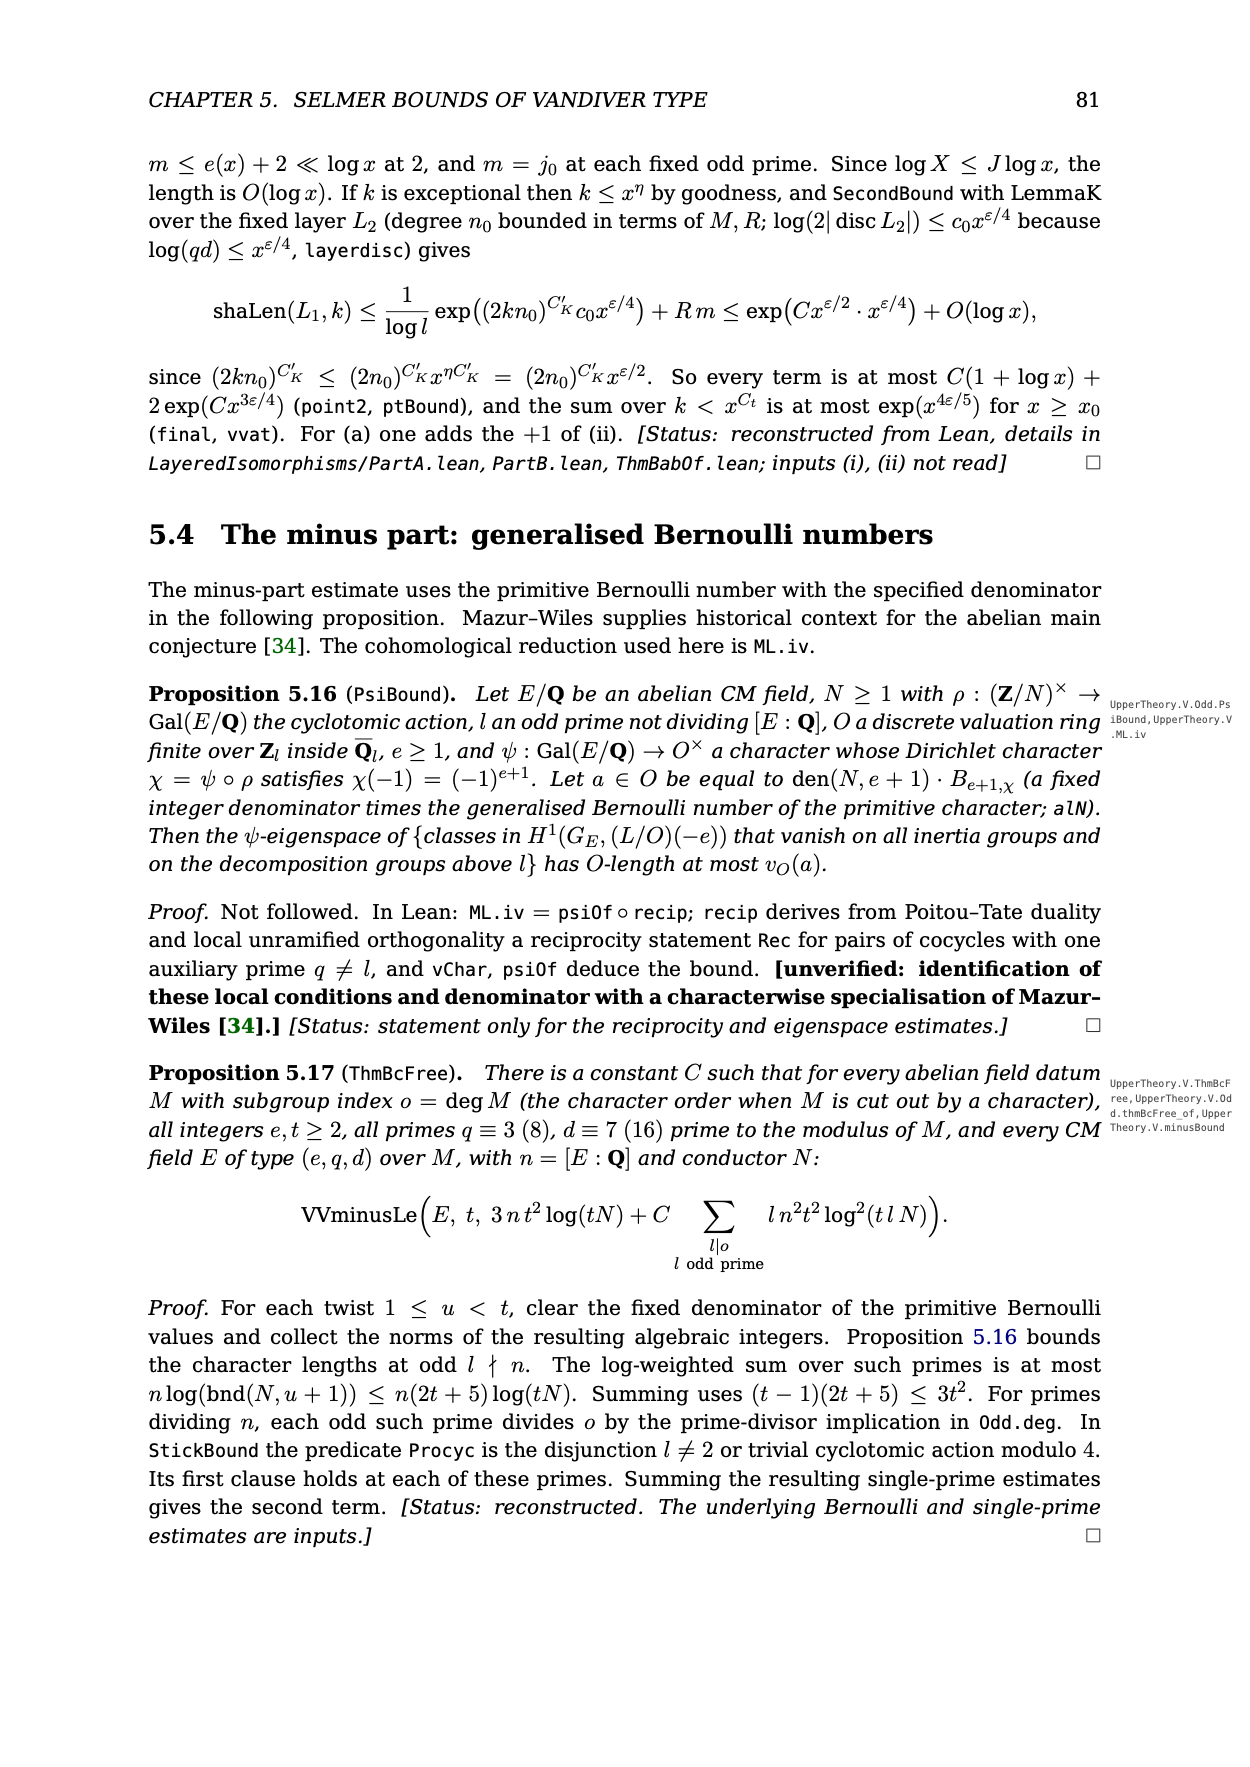 CHAPTER 5. SELMER BOUNDS OF VANDIVER TYPE 81
m ≤ e(x) + 2 ≪ log x at 2, and m = j₀ at each fixed odd prime. Since log X ≤ J log x, the
length is O(log x). If k is exceptional then k ≤ x^η by goodness, and SecondBound with LemmaK
over the fixed layer L₂ (degree n₀ bounded in terms of M, R; log(2| disc L₂|) ≤ c₀x^{ε/4} because
log(qd) ≤ x^{ε/4}, layerdisc) gives
shaLen(L₁, k) ≤ \frac{1}{log l} exp((2kn₀)^{C′_K} c₀x^{ε/4}) + R m ≤ exp(Cx^{ε/2} · x^{ε/4}) + O(log x),
since (2kn₀)^{C′_K} ≤ (2n₀)^{C′_K} x^{ηC′_K} = (2n₀)^{C′_K} x^{ε/2}. So every term is at most C(1 + log x) +
2 exp(Cx^{3ε/4}) (point2, ptBound), and the sum over k < x^{C_t} is at most exp(x^{4ε/5}) for x ≥ x₀
(final, vvat). For (a) one adds the +1 of (ii). [Status: reconstructed from Lean, details in
LayeredIsomorphisms/PartA.lean, PartB.lean, ThmBabOf.lean; inputs (i), (ii) not read] □
5.4 The minus part: generalised Bernoulli numbers
The minus-part estimate uses the primitive Bernoulli number with the specified denominator
in the following proposition. Mazur–Wiles supplies historical context for the abelian main
conjecture [34]. The cohomological reduction used here is ML.iv.
Proposition 5.16 (PsiBound). Let E/Q be an abelian CM field, N ≥ 1 with ρ : (Z/N)^× →
Gal(E/Q) the cyclotomic action, l an odd prime not dividing [E : Q], O a discrete valuation ring
finite over Z_l inside \overline{Q}_l, e ≥ 1, and ψ : Gal(E/Q) → O^× a character whose Dirichlet character
χ = ψ ∘ ρ satisfies χ(−1) = (−1)^{e+1}. Let a ∈ O be equal to den(N, e + 1) · B_{e+1,χ} (a fixed
integer denominator times the generalised Bernoulli number of the primitive character; alN).
Then the ψ-eigenspace of {classes in H¹(G_E, (L/O)(−e)) that vanish on all inertia groups and
on the decomposition groups above l} has O-length at most v_O(a).
UpperTheory.V.Odd.Ps
iBound,UpperTheory.V
.ML.iv
Proof. Not followed. In Lean: ML.iv = psiOf ∘ recip; recip derives from Poitou–Tate duality
and local unramified orthogonality a reciprocity statement Rec for pairs of cocycles with one
auxiliary prime q ≠ l, and vChar, psiOf deduce the bound. [unverified: identification of
these local conditions and denominator with a characterwise specialisation of Mazur–
Wiles [34].] [Status: statement only for the reciprocity and eigenspace estimates.] □
Proposition 5.17 (ThmBcFree). There is a constant C such that for every abelian field datum
M with subgroup index o = deg M (the character order when M is cut out by a character),
all integers e, t ≥ 2, all primes q ≡ 3 (8), d ≡ 7 (16) prime to the modulus of M, and every CM
field E of type (e, q, d) over M, with n = [E : Q] and conductor N:
UpperTheory.V.ThmBcF
ree,UpperTheory.V.Od
d.thmBcFree_of,Upper
Theory.V.minusBound
VVminusLe(E, t, 3 n t² log(tN) + C ∑_{l|o, l odd prime} l n²t² log²(t l N)).
Proof. For each twist 1 ≤ u < t, clear the fixed denominator of the primitive Bernoulli
values and collect the norms of the resulting algebraic integers. Proposition 5.16 bounds
the character lengths at odd l ∤ n. The log-weighted sum over such primes is at most
n log(bnd(N, u + 1)) ≤ n(2t + 5) log(tN). Summing uses (t − 1)(2t + 5) ≤ 3t². For primes
dividing n, each odd such prime divides o by the prime-divisor implication in Odd.deg. In
StickBound the predicate Procyc is the disjunction l ≠ 2 or trivial cyclotomic action modulo 4.
Its first clause holds at each of these primes. Summing the resulting single-prime estimates
gives the second term. [Status: reconstructed. The underlying Bernoulli and single-prime
estimates are inputs.] □